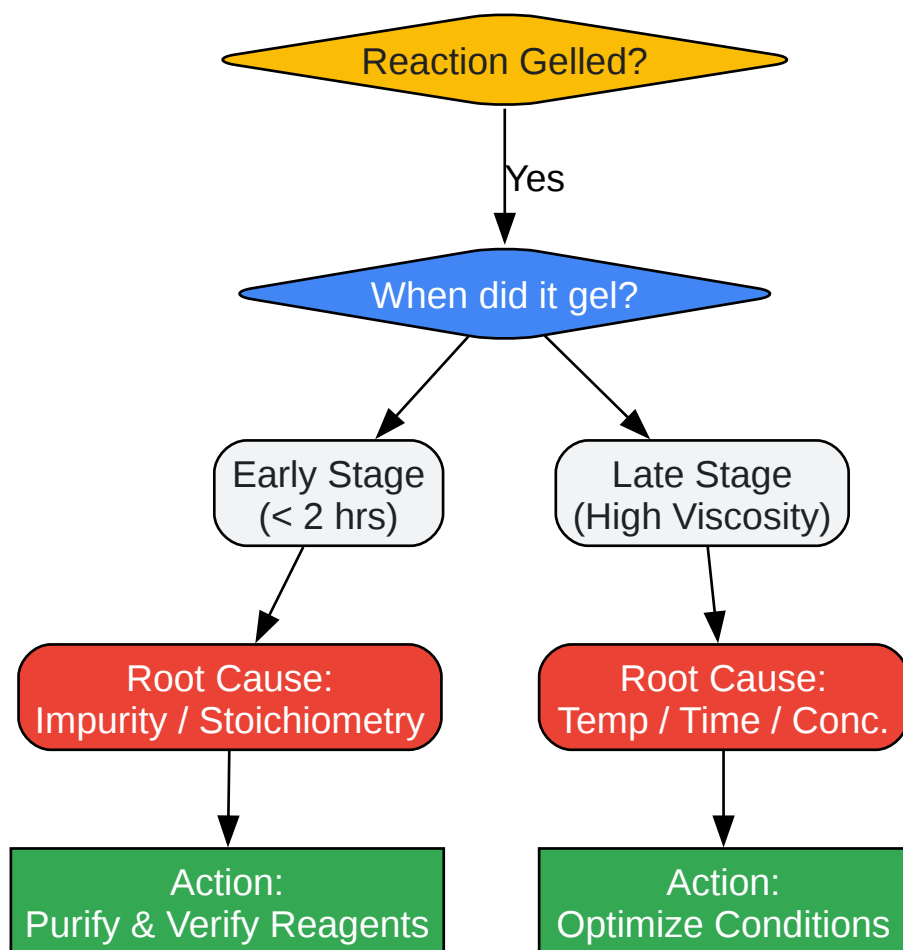 Reaction Gelled?
Yes
When did it gel?
Early Stage
(< 2 hrs)
Late Stage
(High Viscosity)
Root Cause:
Impurity / Stoichiometry
Root Cause:
Temp / Time / Conc.
Action:
Purify & Verify Reagents
Action:
Optimize Conditions